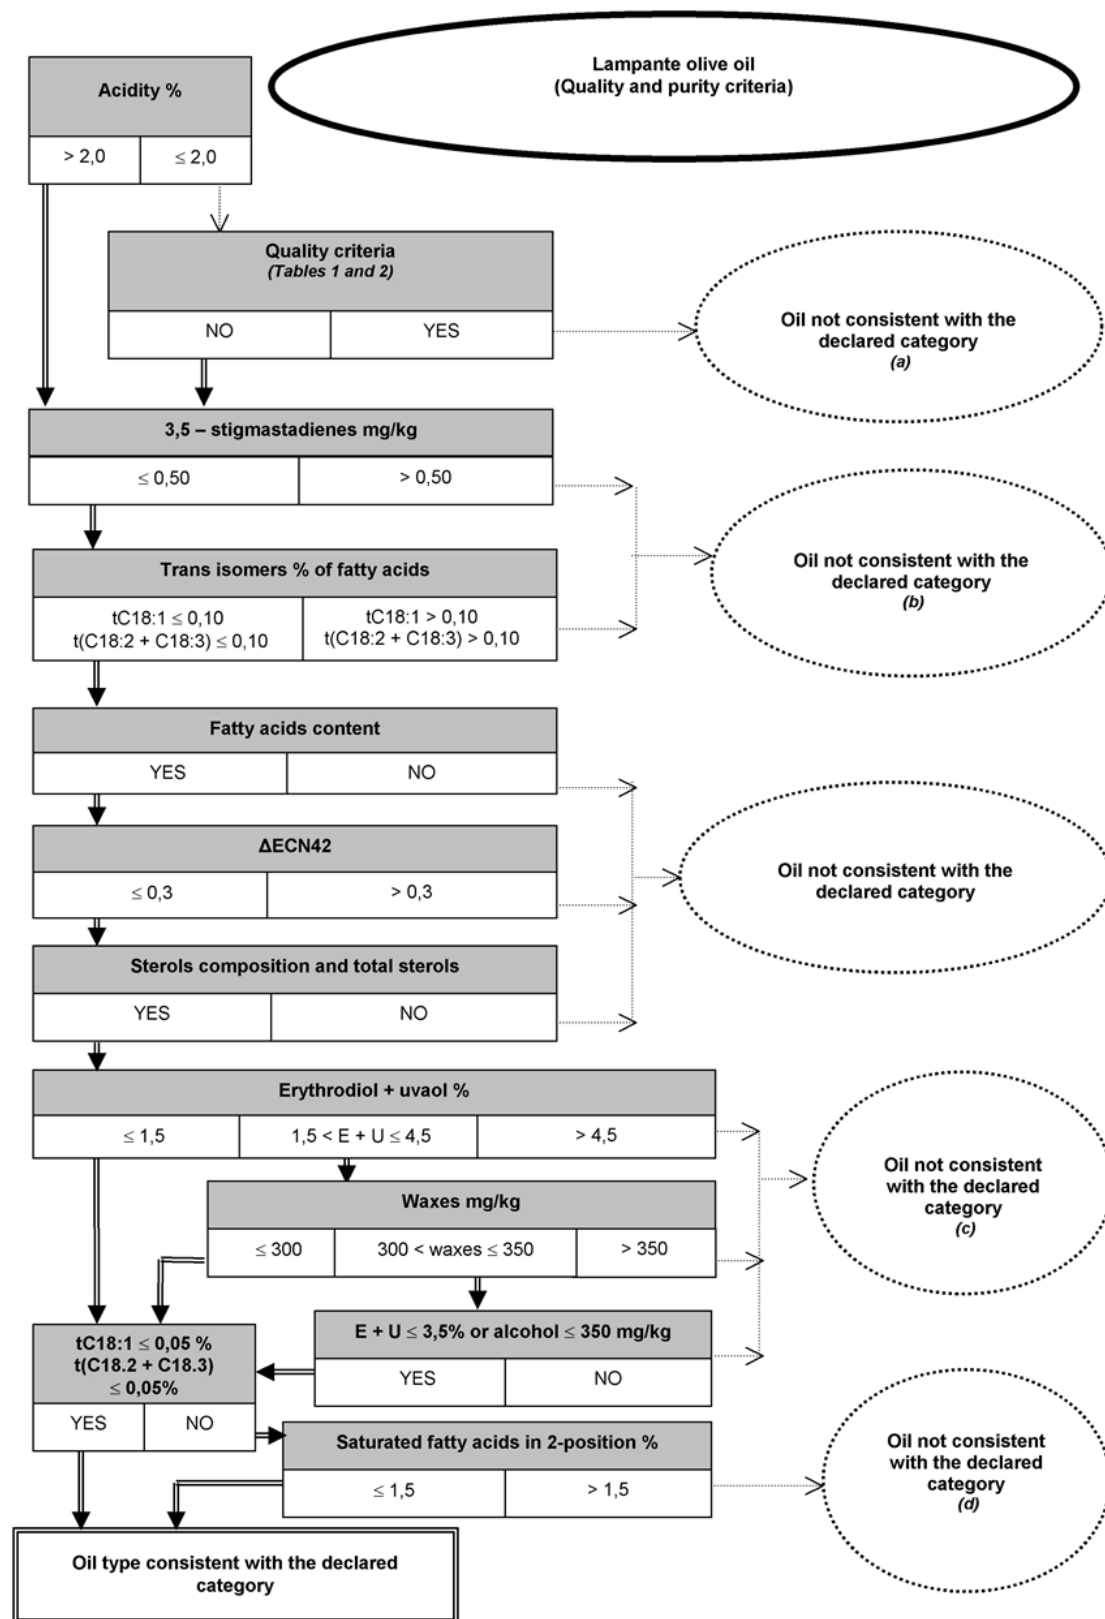 Lampante olive oil
(Quality and purity criteria)
Acidity %
> 2,0
≤ 2,0
Quality criteria
(Tables 1 and 2)
NO
YES
Oil not consistent with the
declared category
(a)
3,5 – stigmastadienes mg/kg
≤ 0,50
> 0,50
Oil not consistent with the
declared category
(b)
Trans isomers % of fatty acids
tC18:1 ≤ 0,10
t(C18:2 + C18:3) ≤ 0,10
tC18:1 > 0,10
t(C18:2 + C18:3) > 0,10
Fatty acids content
YES
NO
ΔECN42
≤ 0,3
> 0,3
Oil not consistent with the
declared category
Sterols composition and total sterols
YES
NO
Erythrodiol + uvaol %
≤ 1,5
1,5 < E + U ≤ 4,5
> 4,5
Oil not consistent
with the declared
category
(c)
Waxes mg/kg
≤ 300
300 < waxes ≤ 350
> 350
E + U ≤ 3,5% or alcohol ≤ 350 mg/kg
YES
NO
tC18:1 ≤ 0,05 %
t(C18.2 + C18.3)
≤ 0,05%
YES
NO
Saturated fatty acids in 2-position %
≤ 1,5
> 1,5
Oil not consistent
with the declared
category
(d)
Oil type consistent with the declared
category